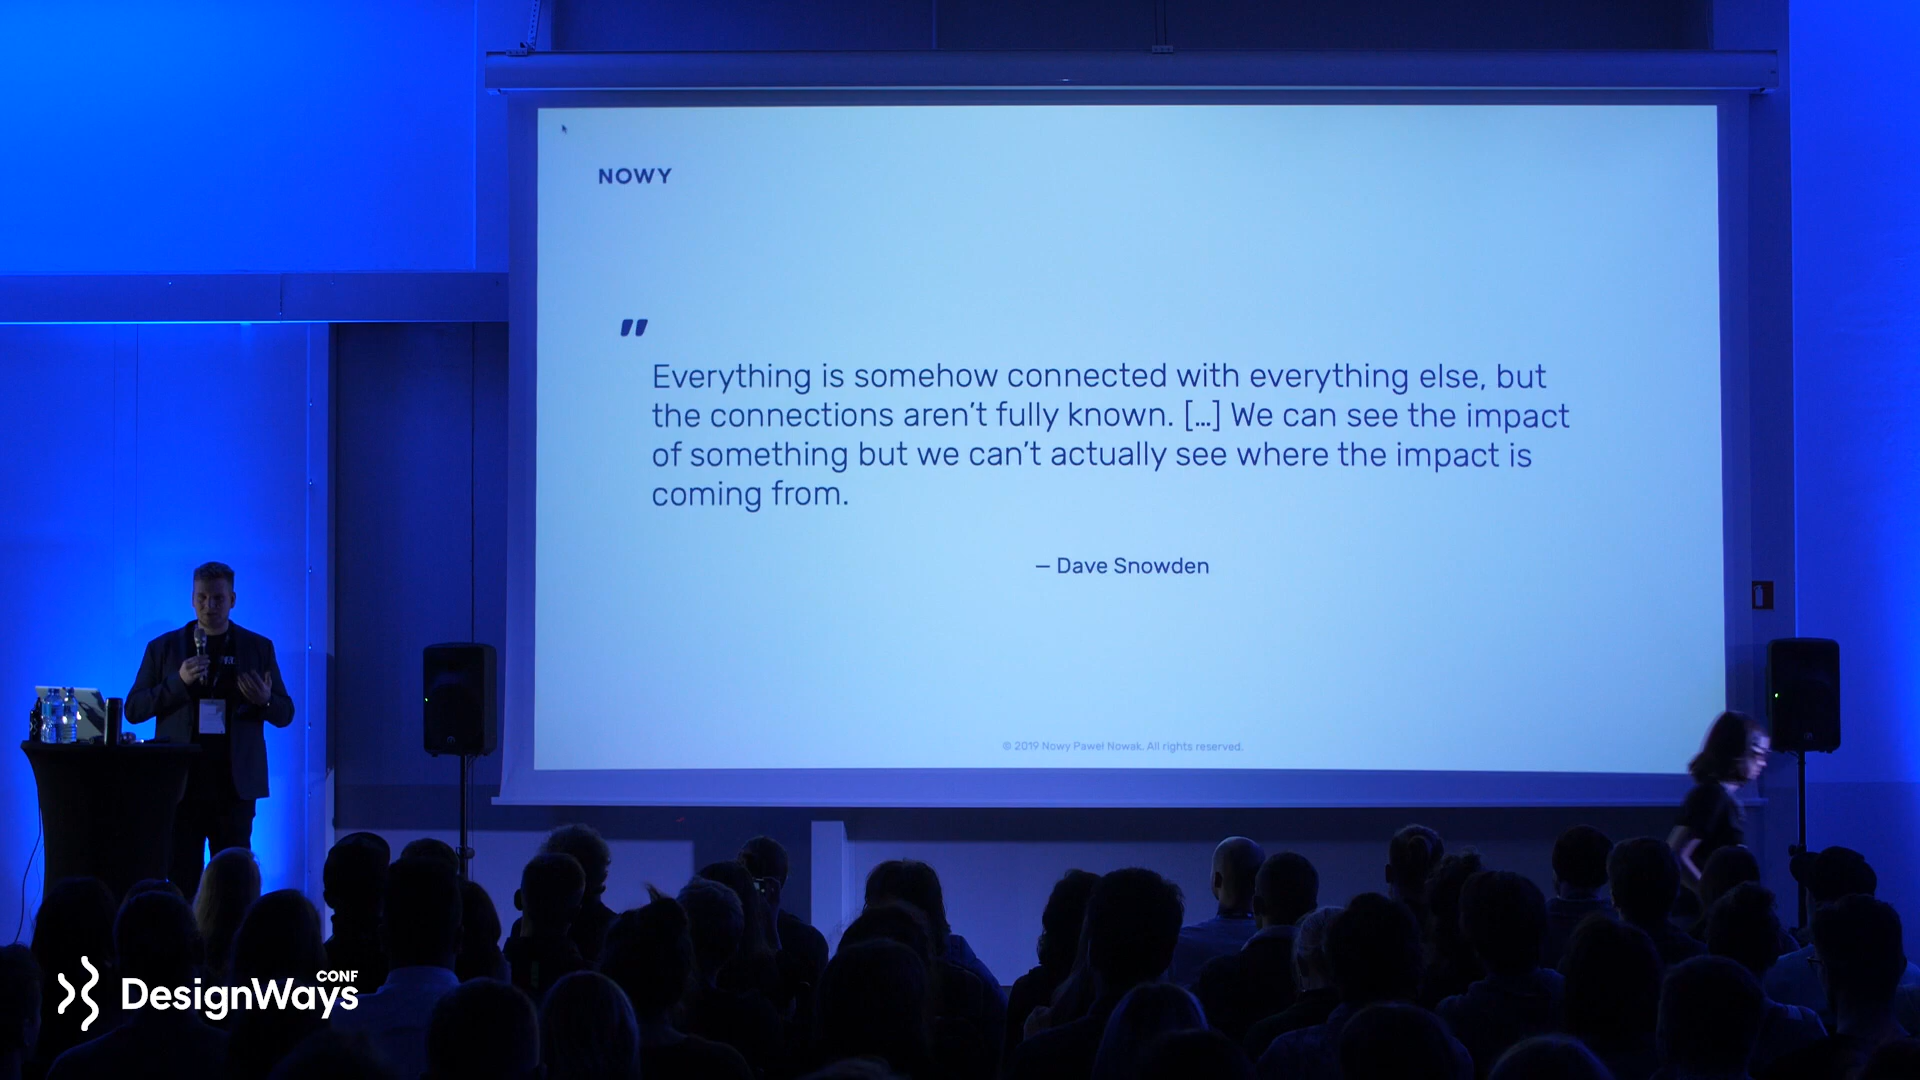 NOWY
"
Everything is somehow connected with everything else, but
the connections aren't fully known. [...] We can see the impact
of something but we can't actually see where the impact is
coming from.
– Dave Snowden
© 2019 Nowy Paweł Nowak. All rights reserved.
DesignWays CONF